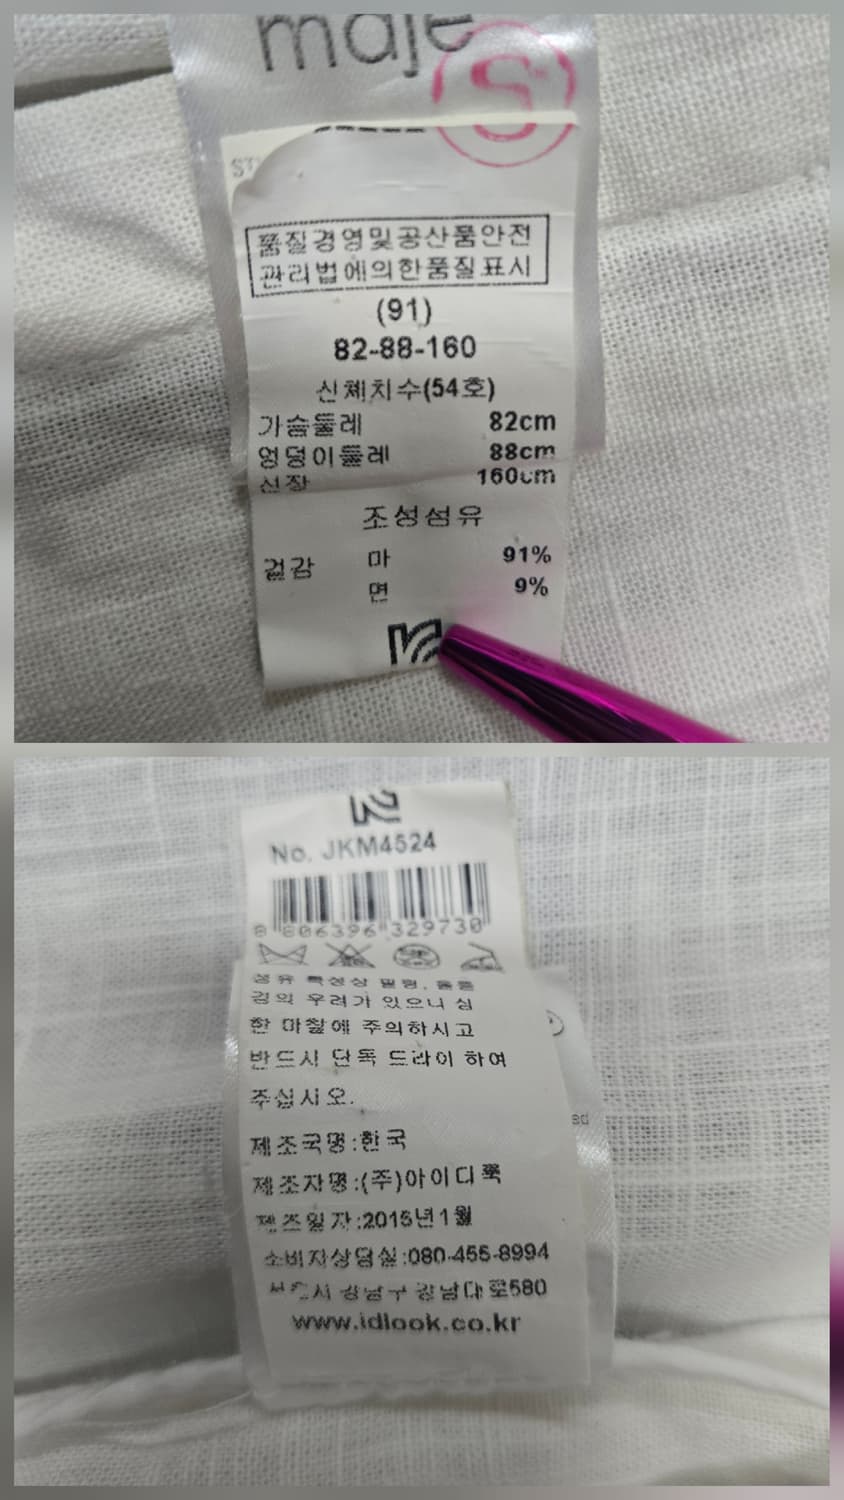 maje
S
ST
품질경영및공산품안전
관리법에의한품질표시
(91)
82-88-160
신체치수(54호)
가슴둘레 82cm
엉덩이둘레 88cm
신장 160cm
조성섬유
겉감 마 91%
면 9%
No. JKM4524
8 806396 329730
섬유 특성상 필링, 올뜯
김의 우려가 있으니 심
한 마찰에 주의하시고
반드시 단독 드라이 하여
주십시오.
제조국명:한국
제조자명:(주)아이디룩
제조일자:2015년1월
소비자상담실:080-455-8994
강남구 강남대로580
www.idlook.co.kr
ed